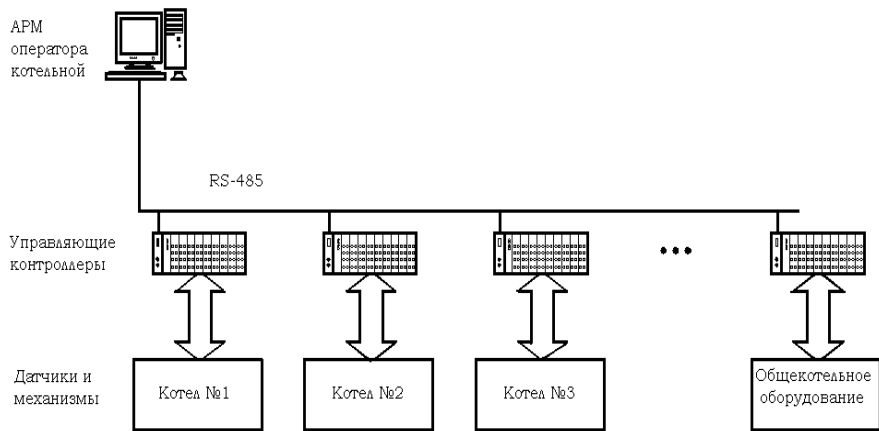 АРМ
оператора
котельной
RS-485
Управляющие
контроллеры
Датчики и
механизмы
Котел №1
Котел №2
Котел №3
Общекотельное
оборудование